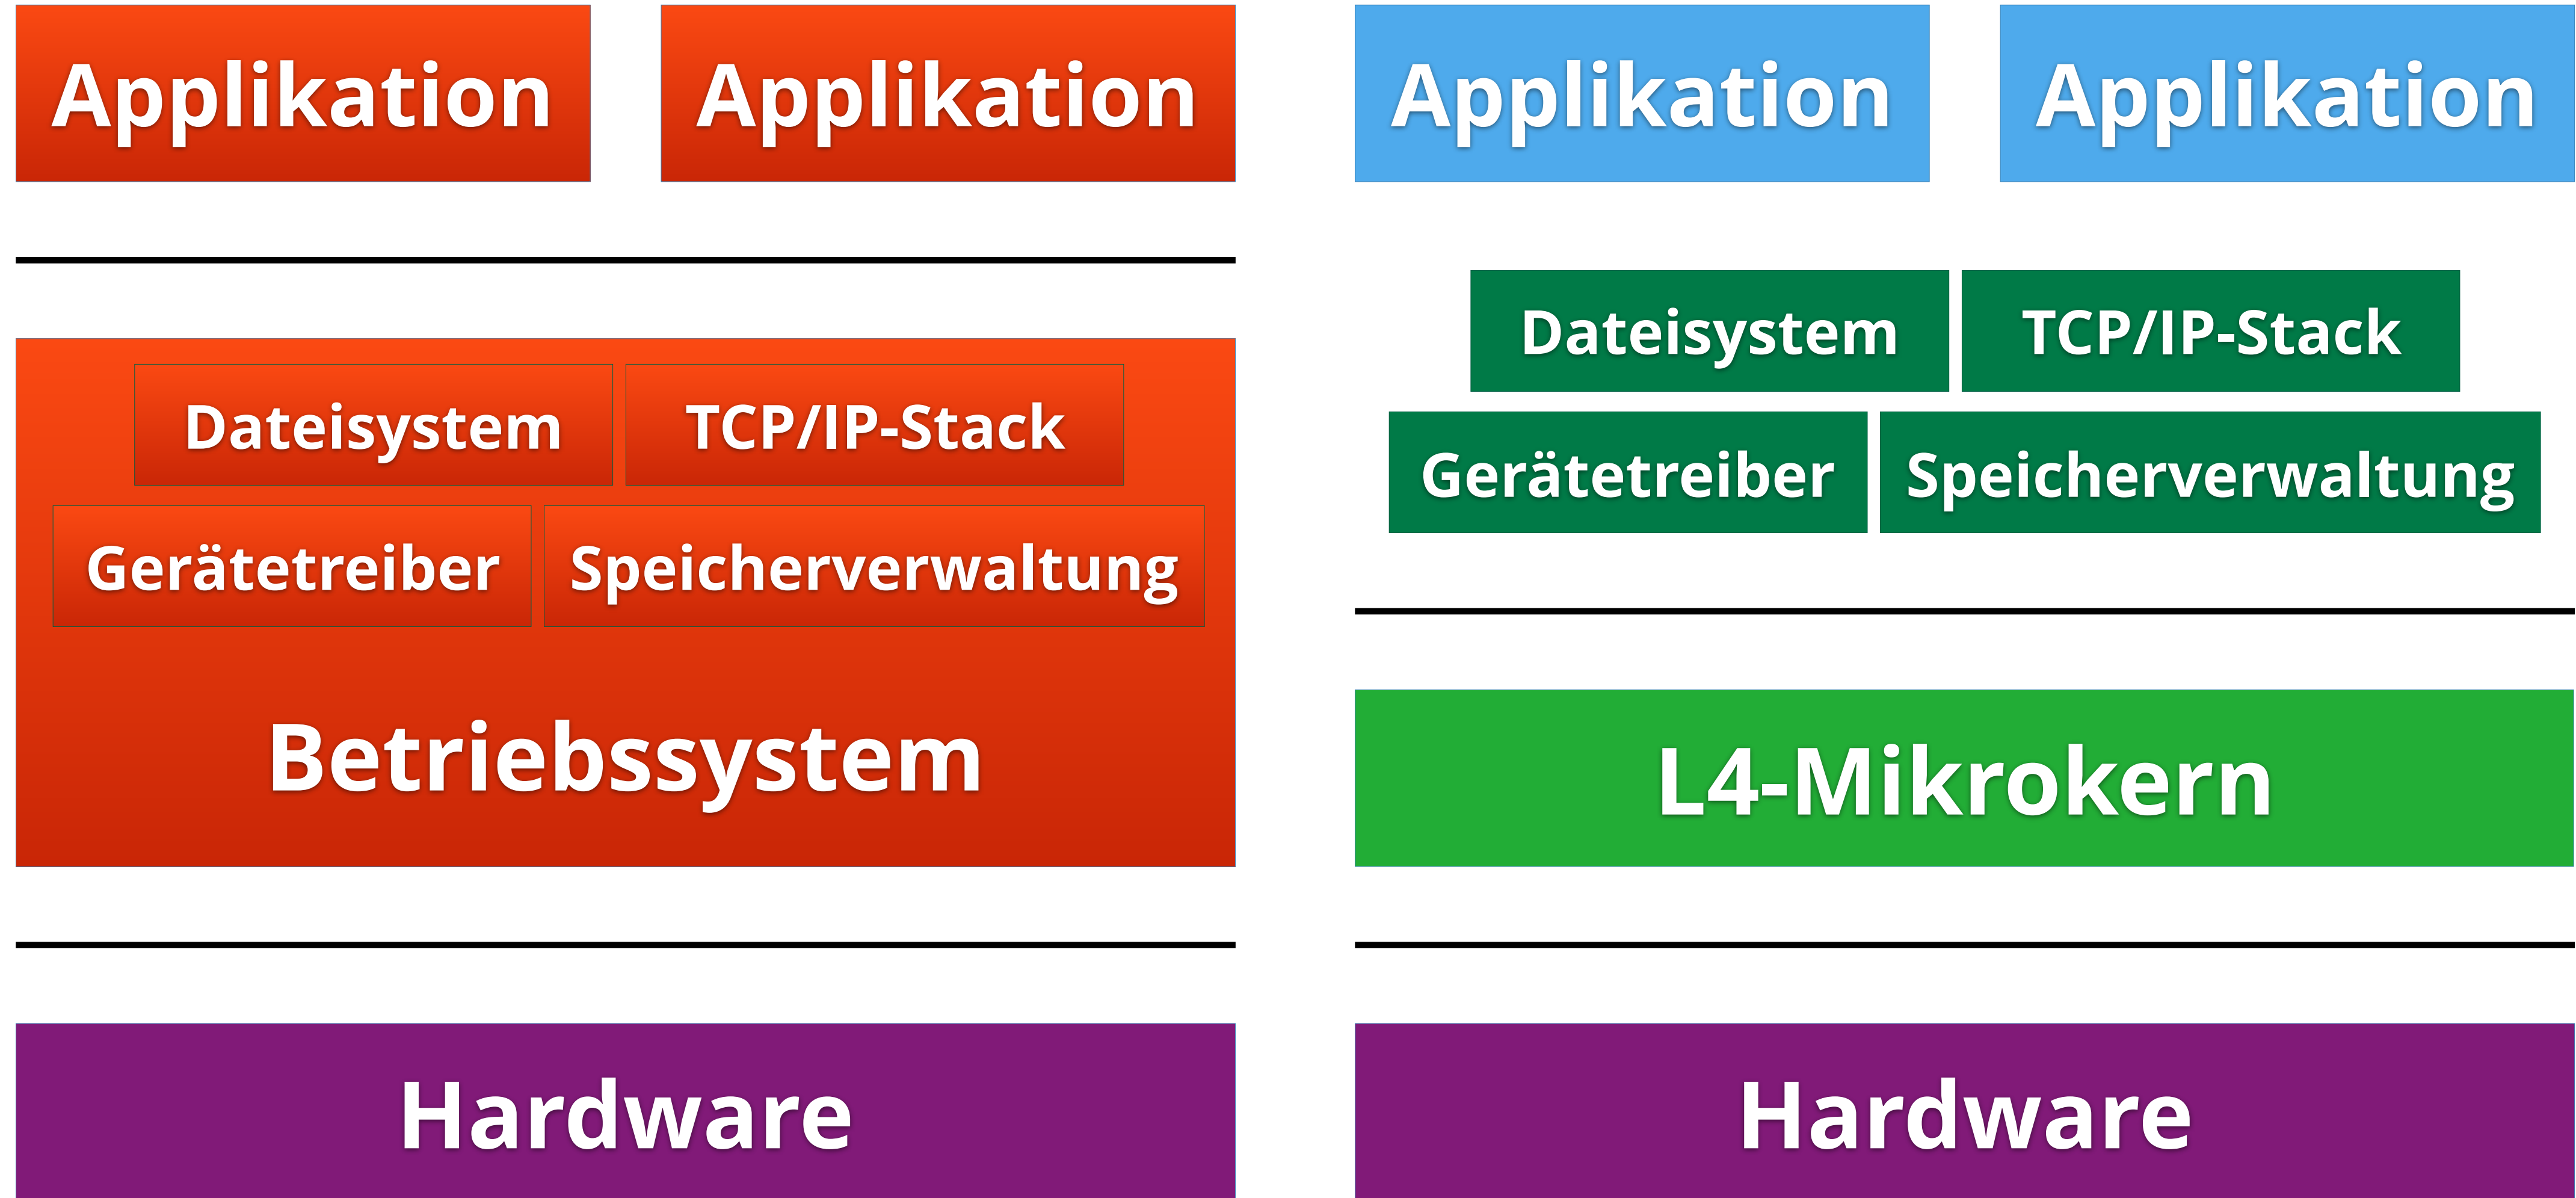 Applikation
Applikation
Dateisystem
TCP/IP-Stack
Gerätetreiber
Speicherverwaltung
Betriebssystem
Hardware
Applikation
Applikation
Dateisystem
TCP/IP-Stack
Gerätetreiber
Speicherverwaltung
L4-Mikrokern
Hardware